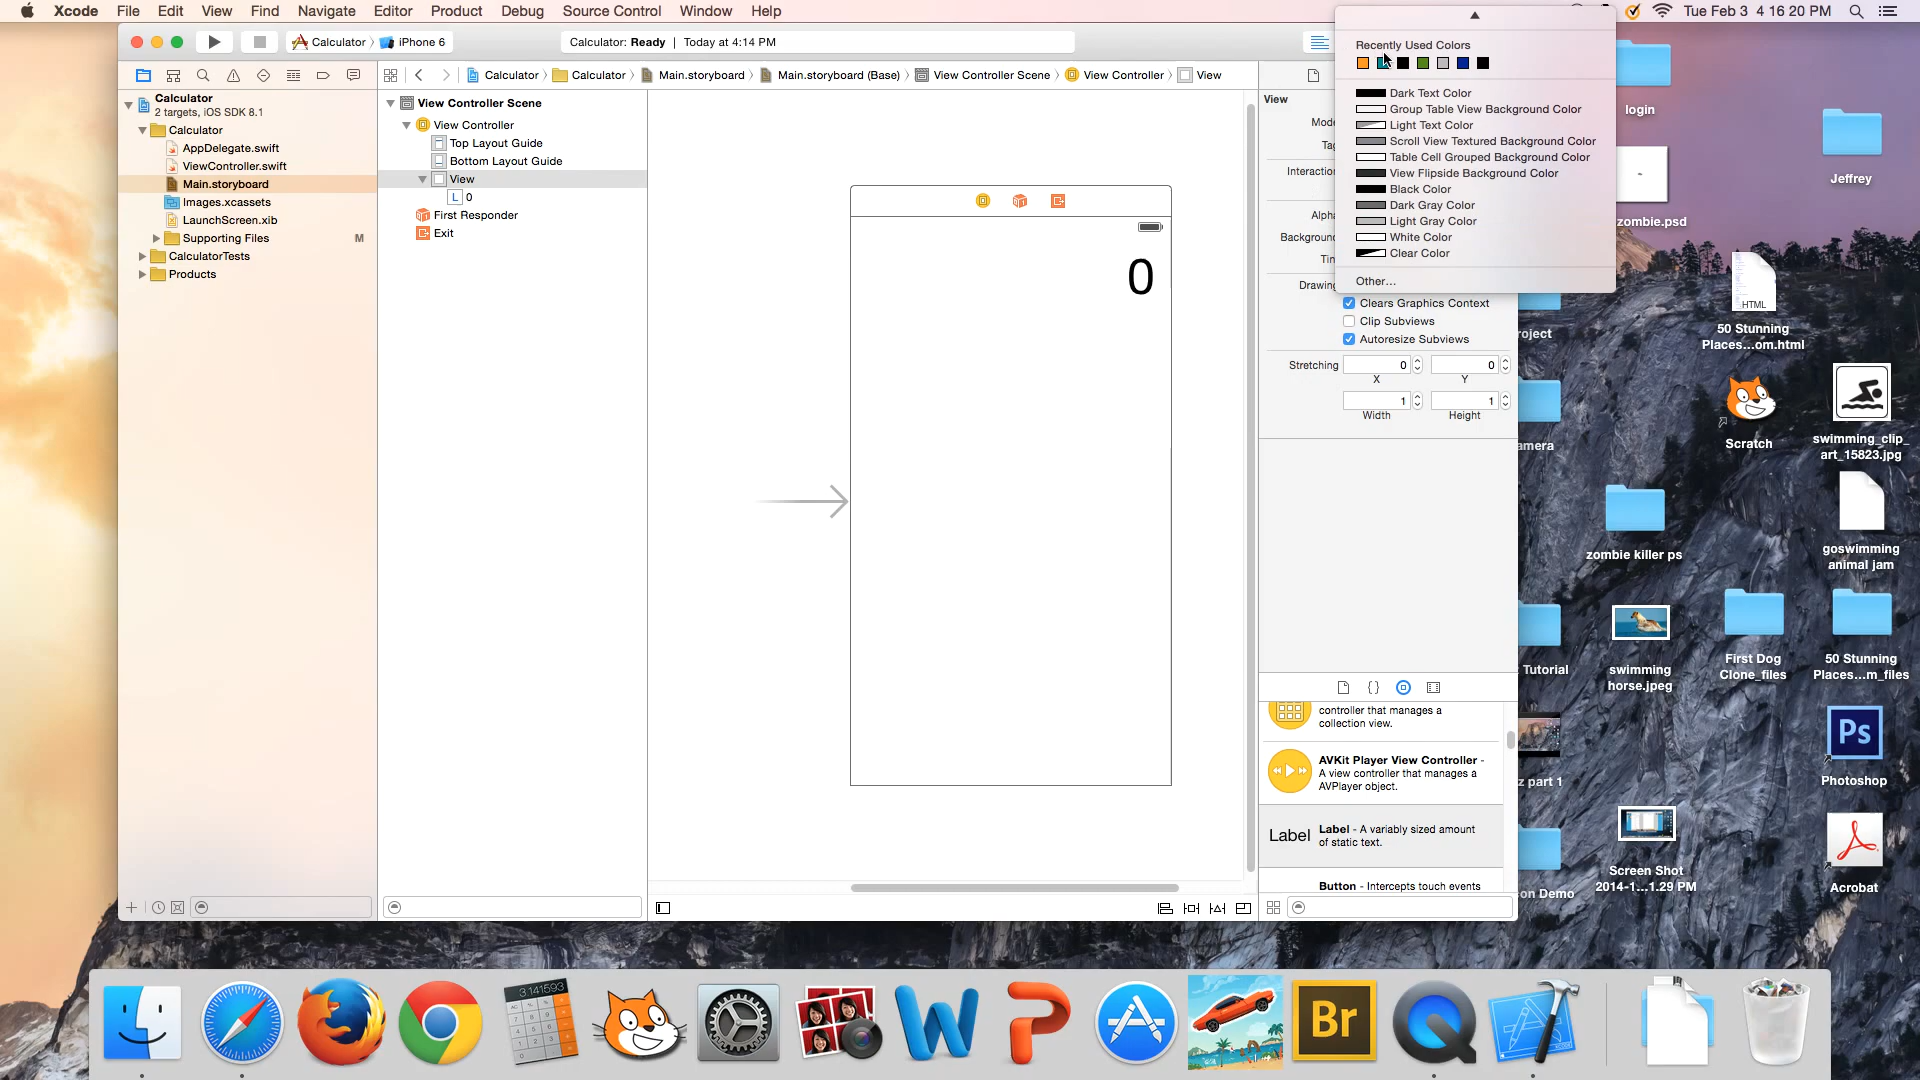 Xcode File Edit View Find Navigate Editor Product Debug Source Control Window Help
Tue Feb 3 4 16 20 PM
Calculator iPhone 6
Calculator: Ready | Today at 4:14 PM
Calculator Calculator Main.storyboard Main.storyboard (Base) View Controller Scene View Controller View
Calculator
2 targets, iOS SDK 8.1
Calculator
AppDelegate.swift
ViewController.swift
Main.storyboard
Images.xcassets
LaunchScreen.xib
Supporting Files M
CalculatorTests
Products
View Controller Scene
View Controller
Top Layout Guide
Bottom Layout Guide
View
L 0
First Responder
Exit
0
View
Interaction
Background
Drawing
Recently Used Colors
Dark Text Color
Group Table View Background Color
Light Text Color
Scroll View Textured Background Color
Table Cell Grouped Background Color
View Flipside Background Color
Black Color
Dark Gray Color
Light Gray Color
White Color
Clear Color
Other...
Clears Graphics Context
Clip Subviews
Autoresize Subviews
Stretching 0 0
X Y
1 1
Width Height
controller that manages a
collection view.
AVKit Player View Controller -
A view controller that manages a
AVPlayer object.
Label
Label - A variably sized amount
of static text.
Button - Intercepts touch events
login
zombie.psd
Jeffrey
HTML
50 Stunning
Places...om.html
Scratch
swimming_clip_
art_15823.jpg
zombie killer ps
goswimming
animal jam
Tutorial
swimming
horse.jpeg
First Dog
Clone_files
50 Stunning
Places...m_files
z part 1
Ps
Photoshop
Screen Shot
2014-1...1.29 PM
on Demo
Acrobat
3.141593
Br